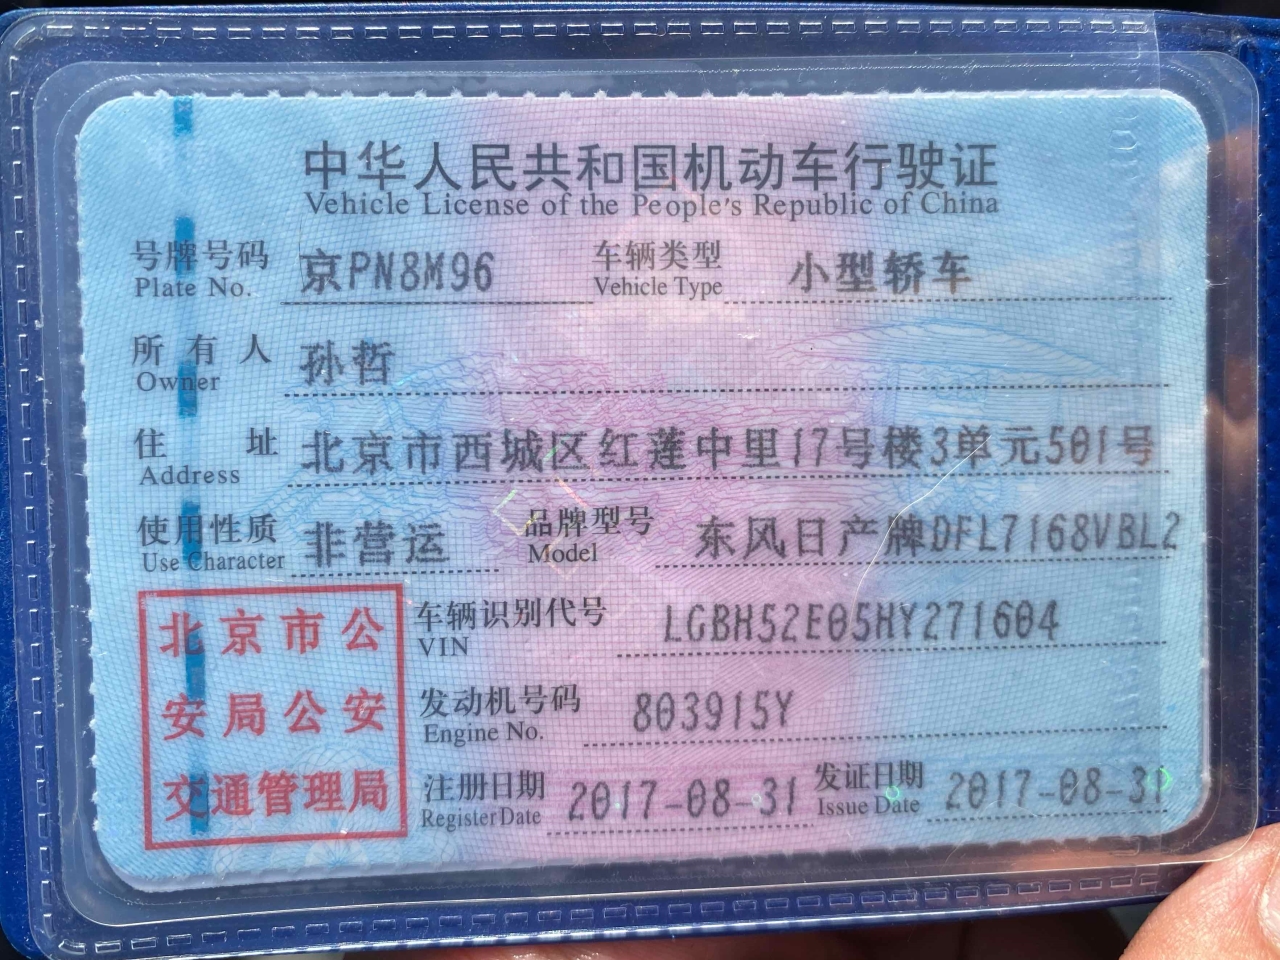 中华人民共和国机动车行驶证
Vehicle License of the People's Republic of China
号牌号码 京PN8M96 车辆类型 小型轿车
Plate No. Vehicle Type
所有人 孙哲
Owner
住址 北京市西城区红莲中里17号楼3单元501号
Address
使用性质 非营运 品牌型号 东风日产牌DFL7168VBL2
Use Character Model
北京市公
安局公安
交通管理局
车辆识别代号 LGBH52E05HY271604
VIN
发动机号码 803915Y
Engine No.
注册日期 2017-08-31 发证日期 2017-08-31
Register Date Issue Date